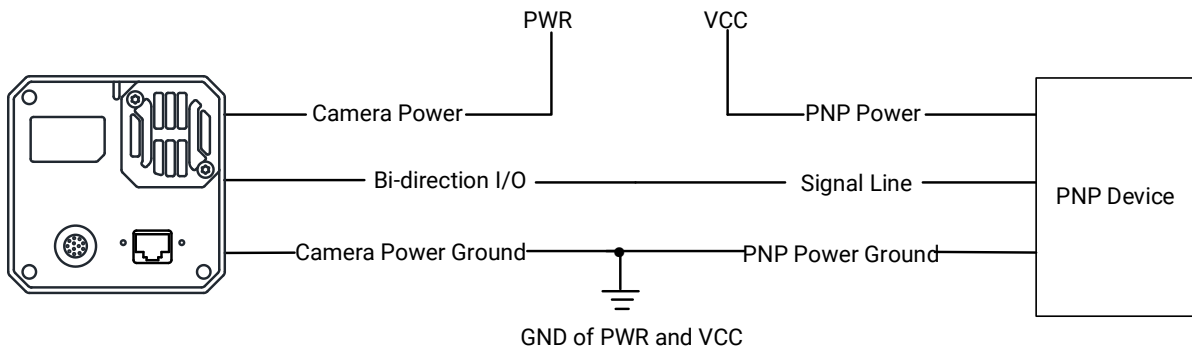 PWR
VCC
Camera Power
PNP Power
Bi-direction I/O
Signal Line
PNP Device
Camera Power Ground
PNP Power Ground
GND of PWR and VCC